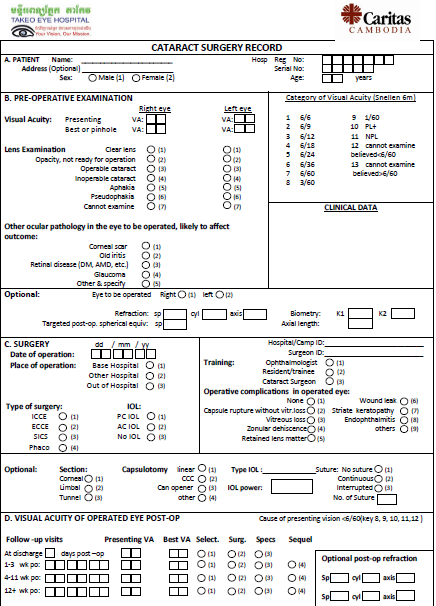 មន្ទីរពេទ្យភ្នែក តាកែវ
TAKEO EYE HOSPITAL
Your Vision, Our Mission.
Caritas
CAMBODIA
CATARACT SURGERY RECORD
A. PATIENT Name: Hosp Reg No:
Address (Optional) Serial No:
Sex: Male (1) Female (2) Age: years
B. PRE-OPERATIVE EXAMINATION
Right eye Left eye
Visual Acuity: Presenting VA: VA:
Best or pinhole VA: VA:
Lens Examination Clear lens (1) (1)
Opacity, not ready for operation (2) (2)
Operable cataract (3) (3)
Inoperable cataract (4) (4)
Aphakia (5) (5)
Pseudophakia (6) (6)
Cannot examine (7) (7)
Other ocular pathology in the eye to be operated, likely to affect
outcome:
Corneal scar (1)
Old iritis (2)
Retinal disease (DM, AMD, etc.) (3)
Glaucoma (4)
Other & specify (5)
Category of Visual Acuity (Snellen 6m)
1 6/6 9 1/60
2 6/9 10 PL+
3 6/12 11 NPL
4 6/18 12 cannot examine
5 6/24 believed<6/60
6 6/36 13 cannot examine
7 6/60 believed>6/60
8 3/60
CLINICAL DATA
Optional: Eye to be operated Right (1) left (2)
Refraction: sp cyl axis Biometry: K1 K2
Targeted post-op. spherical equiv: sp Axial length:
C. SURGERY dd / mm / yy
Date of operation:
Place of operation: Base Hospital (1)
Other Hospital (2)
Out of Hospital (3)
Type of surgery: IOL:
ICCE (1) PC IOL (1)
ECCE (2) AC IOL (2)
SICS (3) No IOL (3)
Phaco (4)
Hospital/Camp ID:
Surgeon ID:
Training: Ophthalmologist (1)
Resident/trainee (2)
Cataract Surgeon (3)
Operative complications in operated eye:
None (1) Wound leak (6)
Capsule rupture without vitr.loss (2) Striate keratopathy (7)
Vitreous loss (3) Endophthalmitis (8)
Zonular dehiscence (4) others (9)
Retained lens matter (5)
Optional: Section: Capsulotomy linear (1) Type IOL : Suture: No suture (1)
Corneal (1) CCC (2) Continuous (2)
Limbal (2) Can opener (3) IOL power: Interrupted (3)
Tunnel (3) other (4) No. of Suture
D. VISUAL ACUITY OF OPERATED EYE POST-OP Cause of presenting vision <6/60(key 8, 9, 10, 11,12 )
Follow -up visits Presenting VA Best VA Select. Surg. Specs Sequel
At discharge days post –op (1) (2) (3)
1-3 wk po: (1) (2) (3) (4)
4-11 wk po: (1) (2) (3) (4)
12+ wk po: (1) (2) (3) (4)
Optional post-op refraction
Sp cyl axis
Sp cyl axis